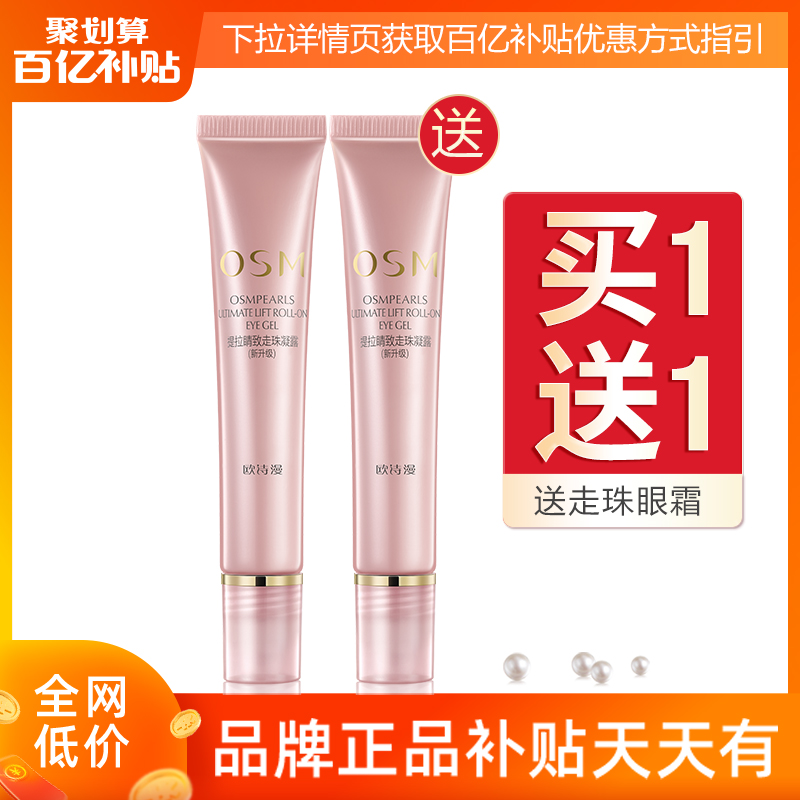 聚划算
百亿补贴
下拉详情页获取百亿补贴优惠方式指引
送
OSM
OSMPEARLS
ULTIMATE LIFT ROLL-ON
EYE GEL
提拉睛致走珠凝露
(新升级)
欧诗漫
OSM
OSMPEARLS
ULTIMATE LIFT ROLL-ON
EYE GEL
提拉睛致走珠凝露
(新升级)
欧诗漫
买1
送1
送走珠眼霜
全网
低价
品牌正品补贴天天有